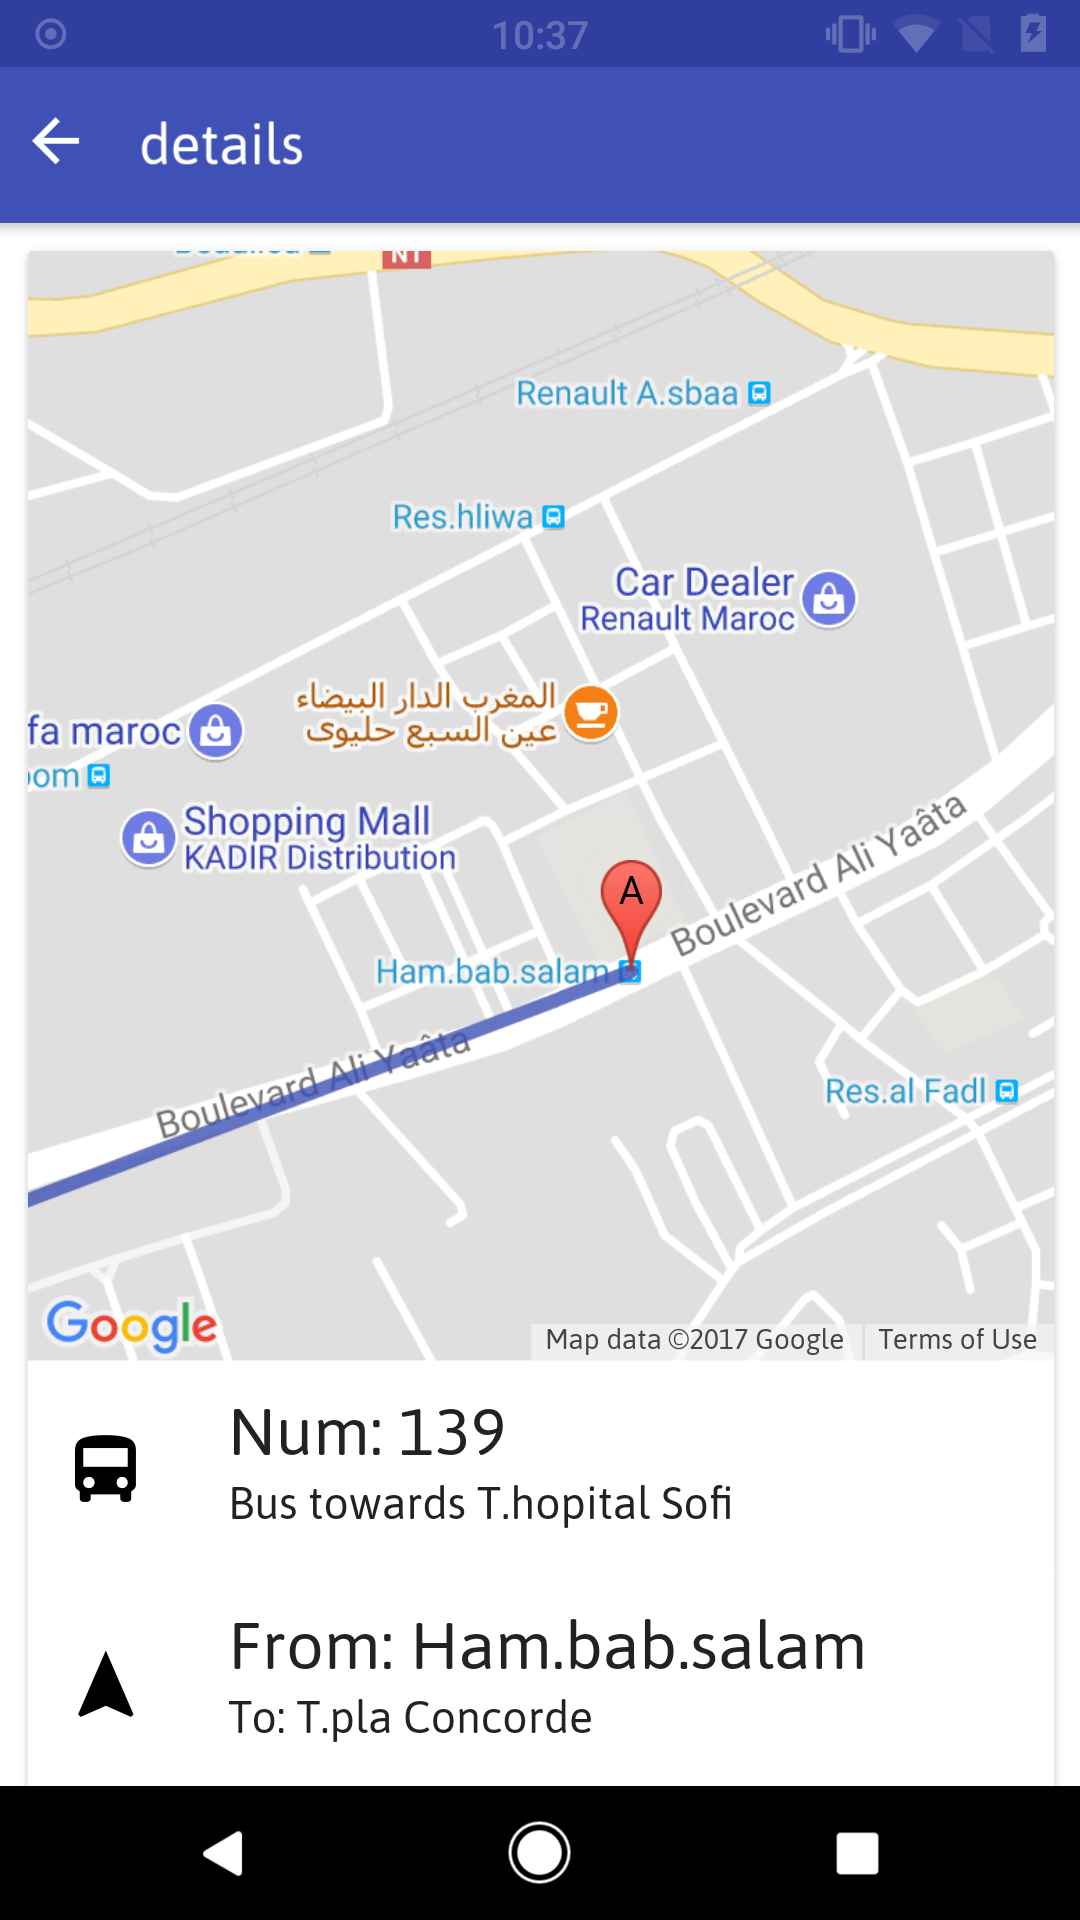 10:37
details
N1
Renault A.sbaa
Res.hliwa
Car Dealer
Renault Maroc
المغرب الدار البيضاء
عين السبع حليوى
fa maroc
oom
Shopping Mall
KADIR Distribution
A
Boulevard Ali Yaâta
Ham.bab.salam
Boulevard Ali Yaâta
Res.al Fadl
Google
Map data ©2017 Google
Terms of Use
Num: 139
Bus towards T.hopital Sofi
From: Ham.bab.salam
To: T.pla Concorde